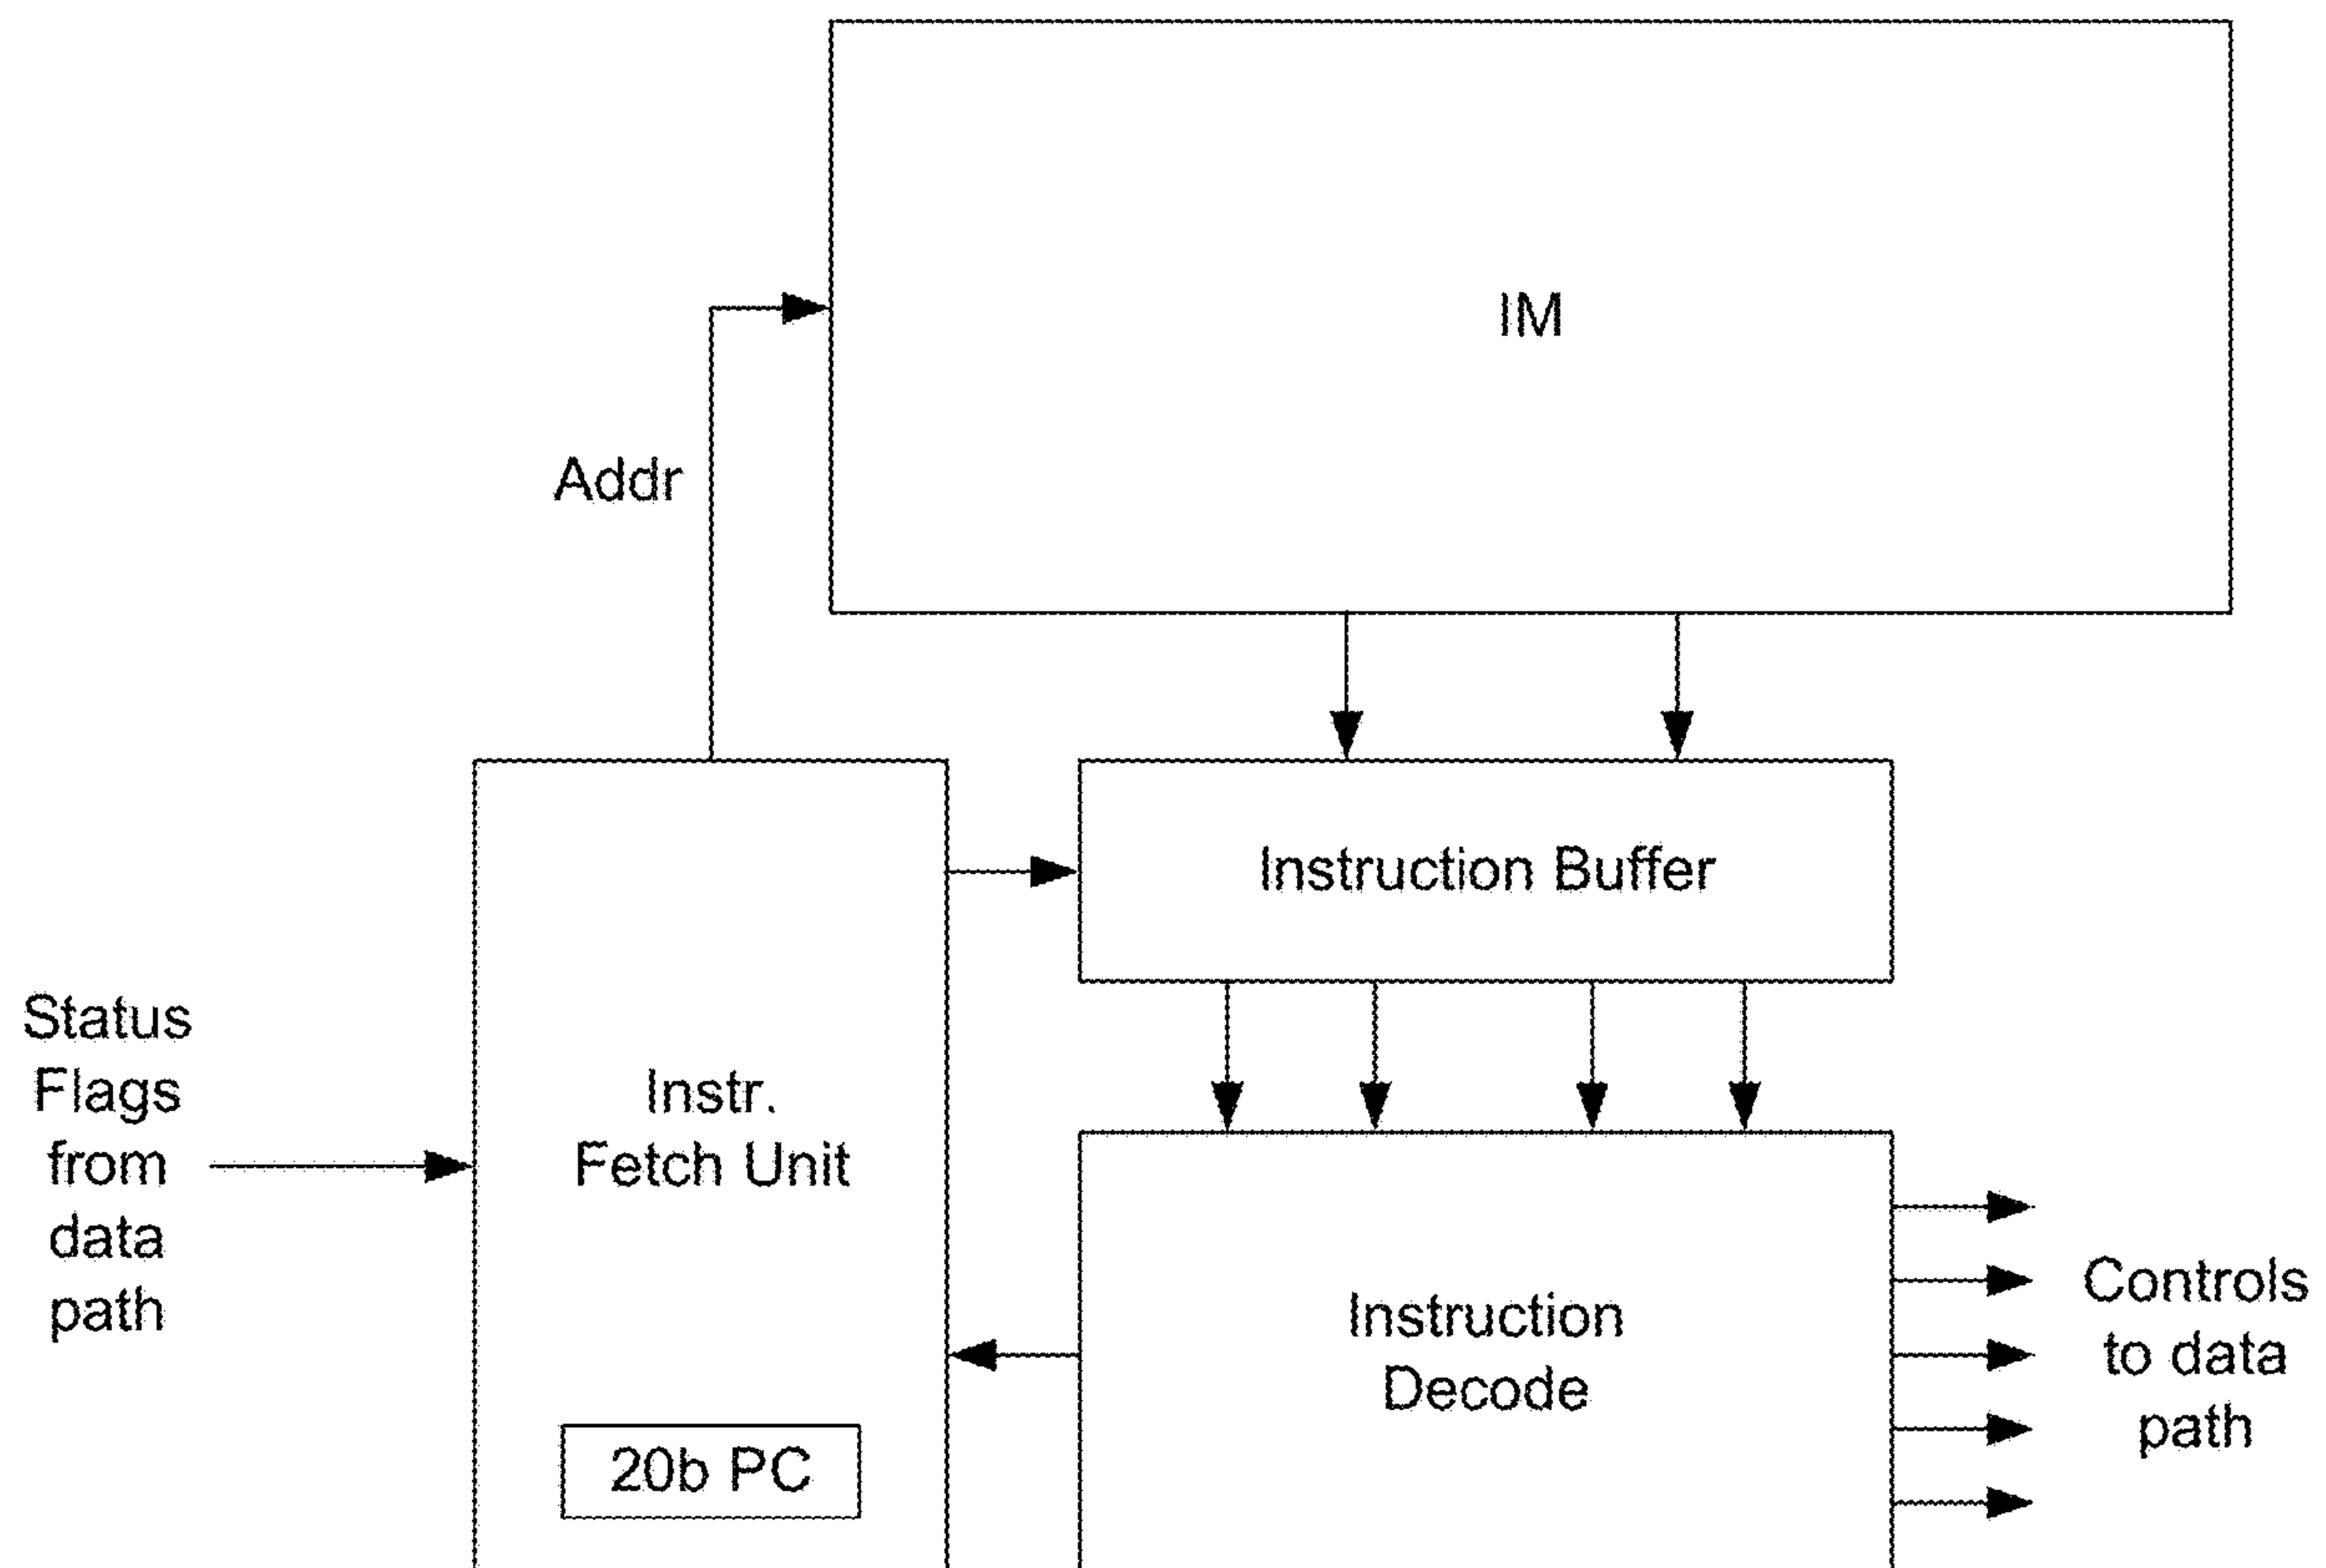 IM
Addr
Instruction Buffer
Status
Flags
from
data
path
Instr.
Fetch Unit
20b PC
Instruction
Decode
Controls
to data
path